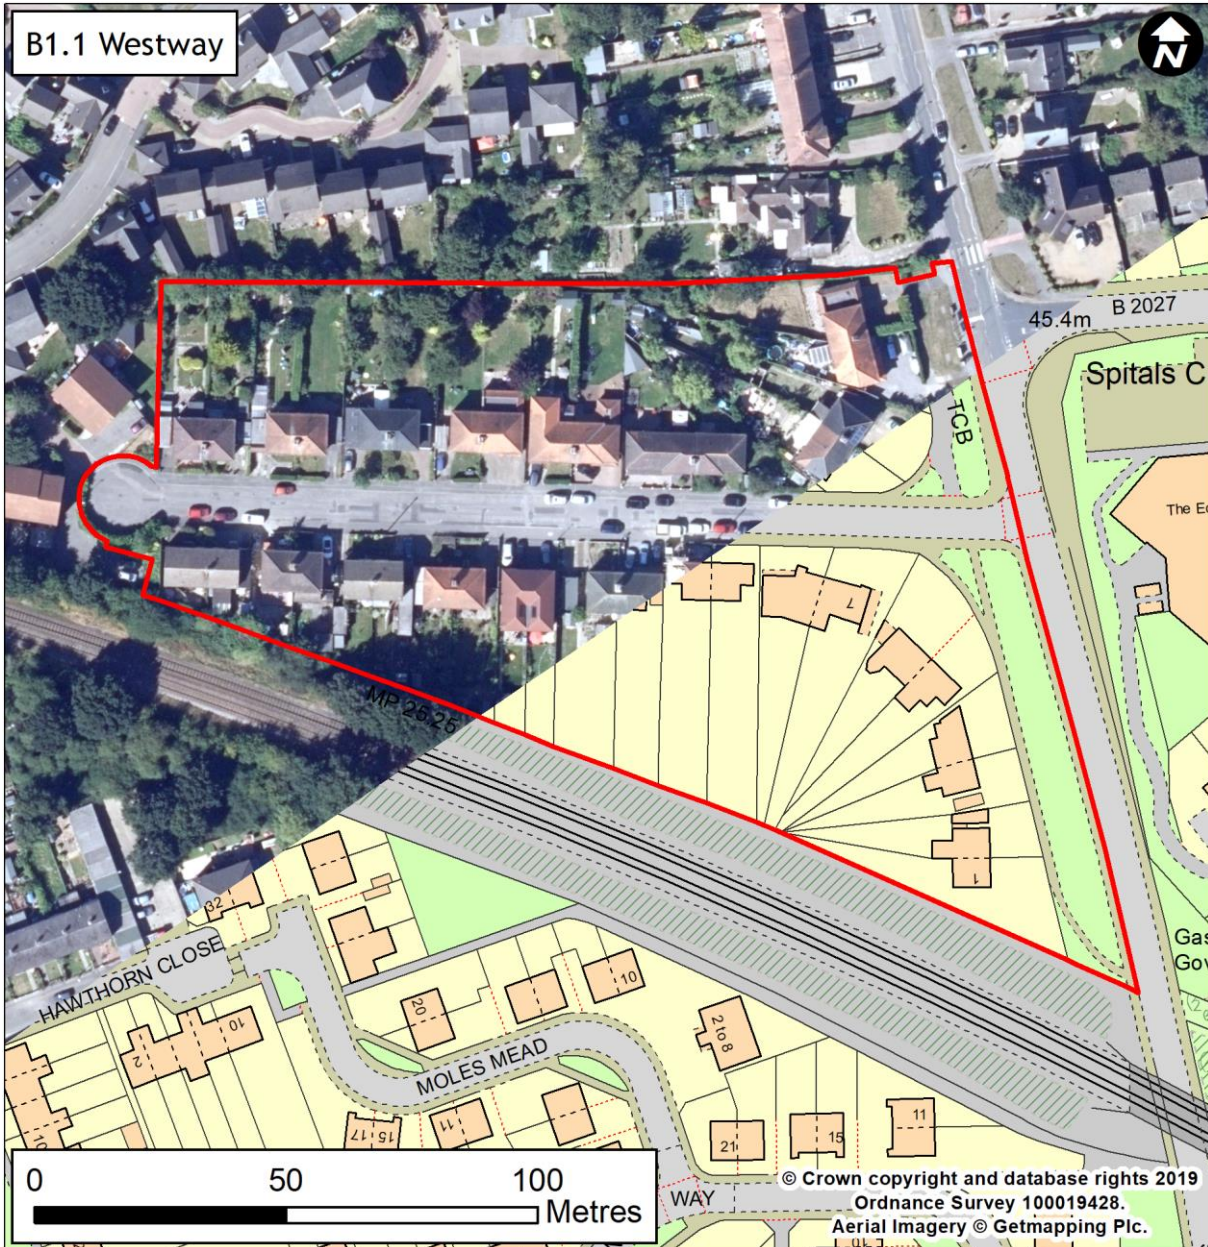 B1.1 Westway
N
B 2027
45.4m
Spitals C
TCB
The Ec
7
MP 25.25
1
Gas
Gov
32
HAWTHORN CLOSE
10
20
10
2
2 to 8
MOLES MEAD
17
15
11
11
21
15
WAY
0 50 100
Metres
© Crown copyright and database rights 2019
Ordnance Survey 100019428.
Aerial Imagery © Getmapping Plc.